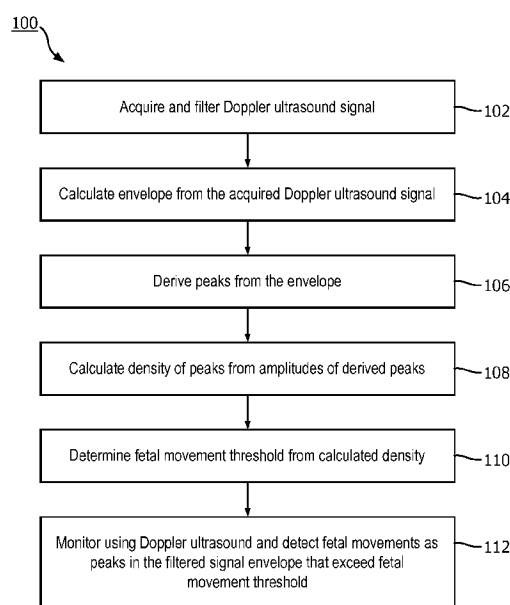 100
Acquire and filter Doppler ultrasound signal
102
Calculate envelope from the acquired Doppler ultrasound signal
104
Derive peaks from the envelope
106
Calculate density of peaks from amplitudes of derived peaks
108
Determine fetal movement threshold from calculated density
110
Monitor using Doppler ultrasound and detect fetal movements as
peaks in the filtered signal envelope that exceed fetal
movement threshold
112